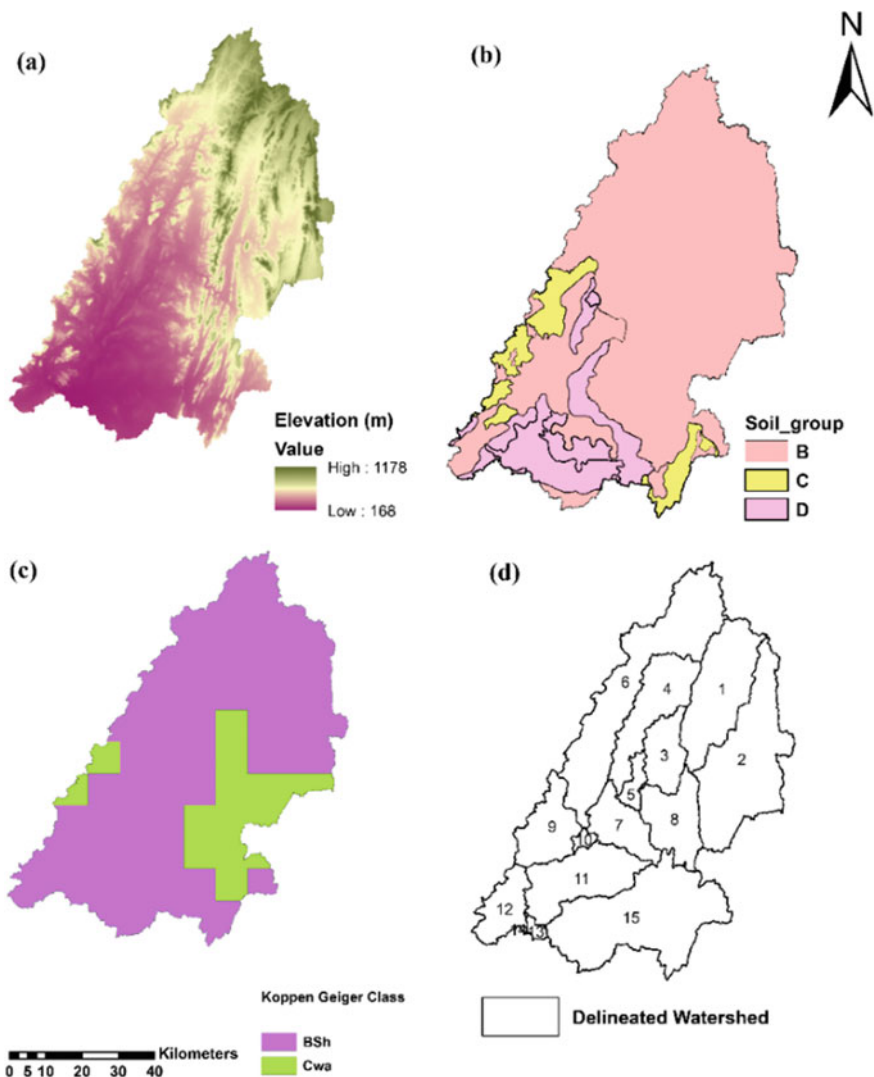 (a)
Elevation (m)
Value
High : 1178
Low : 168
N
(b)
Soil_group
B
C
D
(c)
Koppen Geiger Class
BSh
Cwa
Kilometers
0 5 10 20 30 40
(d)
6
4
1
3
2
5
7
8
9
10
11
12
13
15
Delineated Watershed